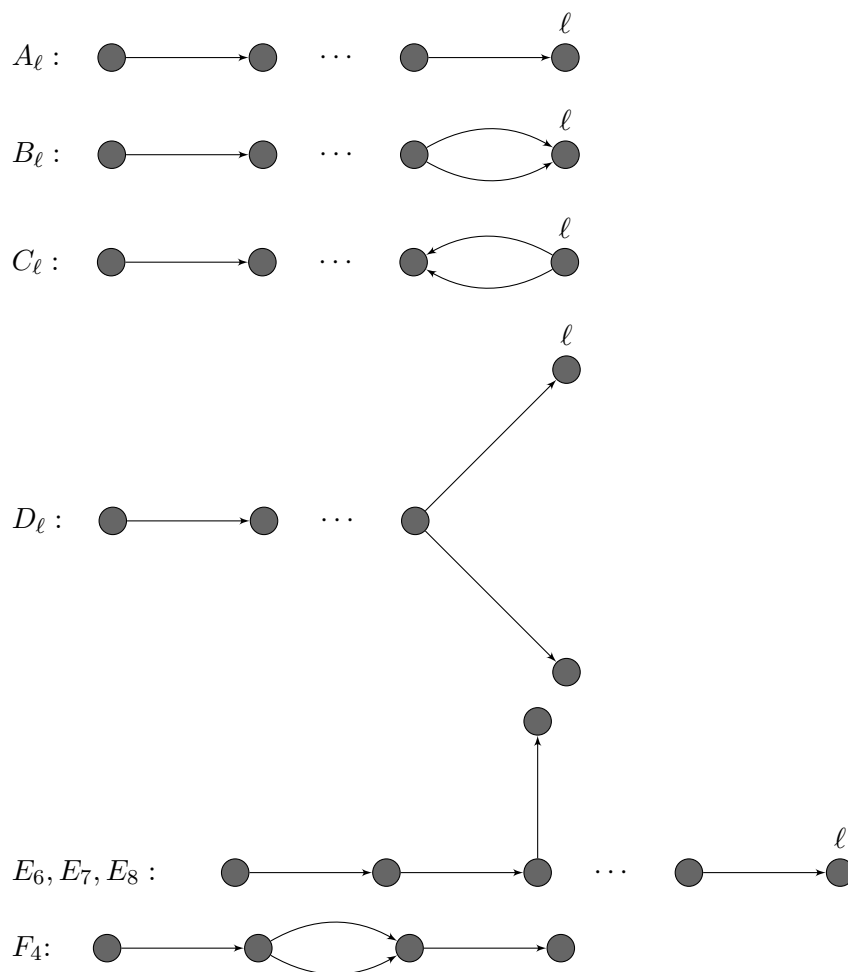 ℓ
A_ℓ : ⋯
ℓ
B_ℓ : ⋯
ℓ
C_ℓ : ⋯
ℓ
D_ℓ : ⋯
ℓ
E_6, E_7, E_8 : ⋯
F_4: